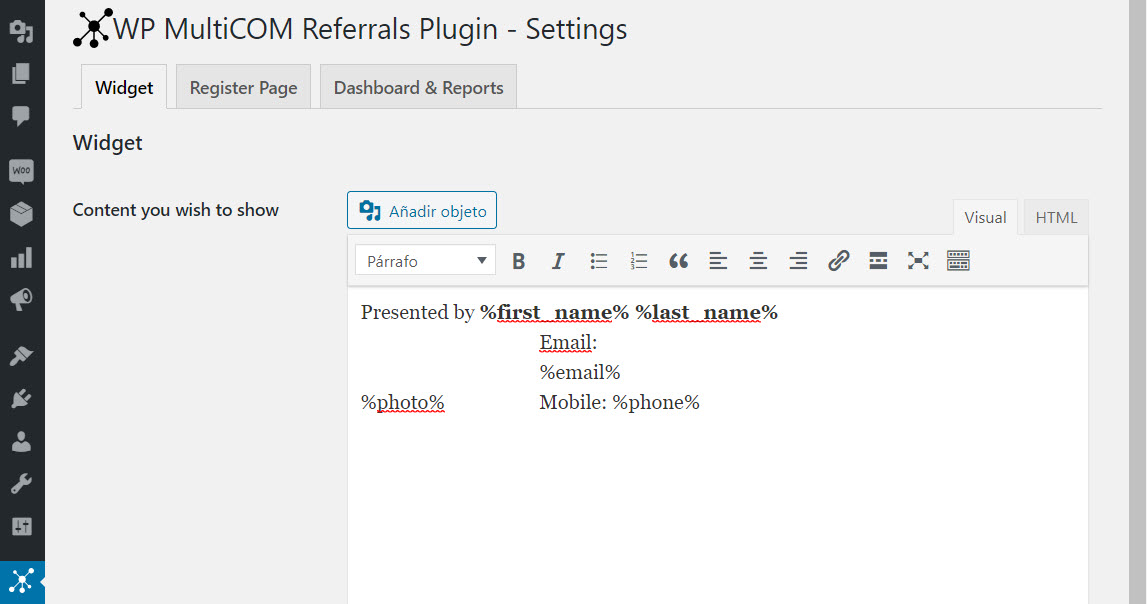 WP MultiCOM Referrals Plugin - Settings
Widget Register Page Dashboard & Reports
Widget
Woo
Content you wish to show
Añadir objeto
Visual HTML
Párrafo
Presented by %first_name% %last_name%
Email:
%email%
%photo% Mobile: %phone%